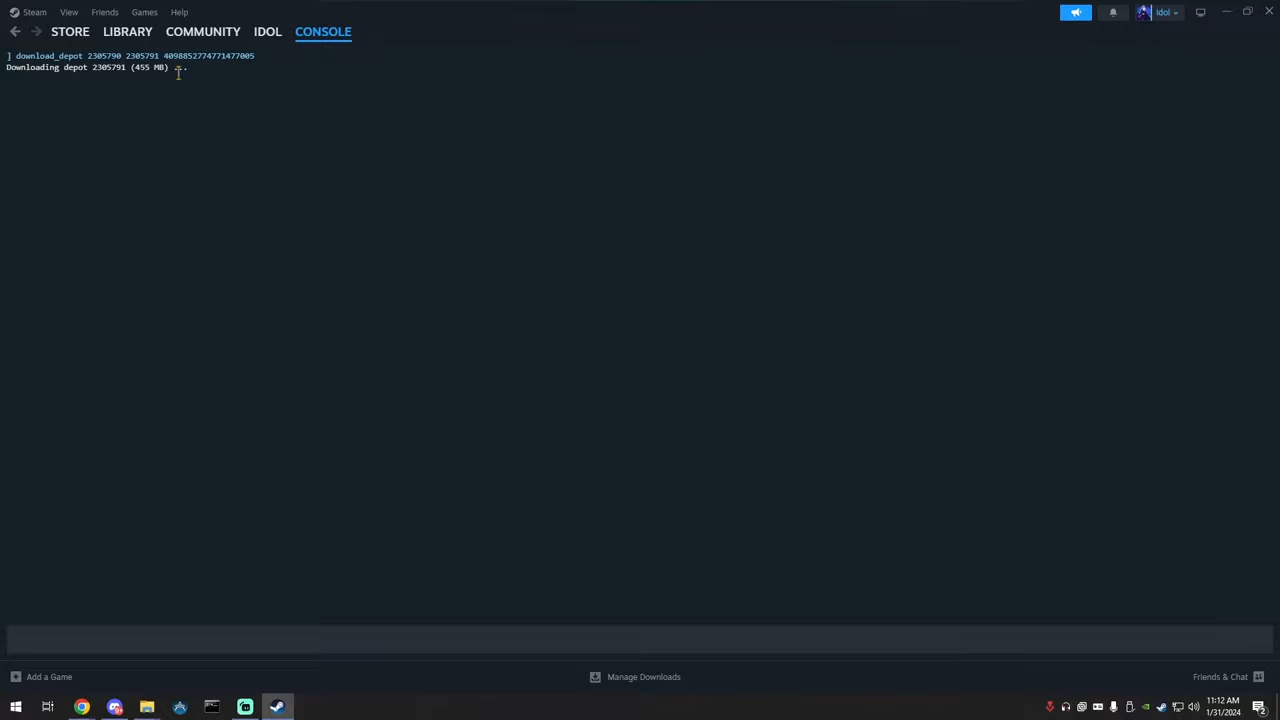 Steam View Friends Games Help
Idol
STORE LIBRARY COMMUNITY IDOL CONSOLE
] download_depot 2305790 2305791 4098852774771477005
Downloading depot 2305791 (455 MB) ...
Add a Game
Manage Downloads
Friends & Chat
11:12 AM
1/31/2024
2